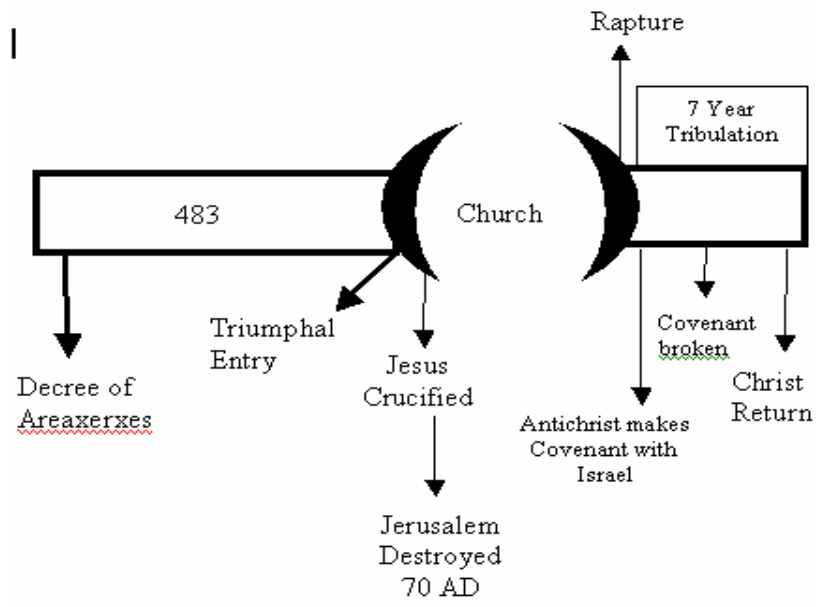 Rapture
7 Year
Tribulation
483
Church
Triumphal
Entry
Decree of
Areaxerxes
Jesus
Crucified
Jerusalem
Destroyed
70 AD
Antichrist makes
Covenant with
Israel
Covenant
broken
Christ
Return